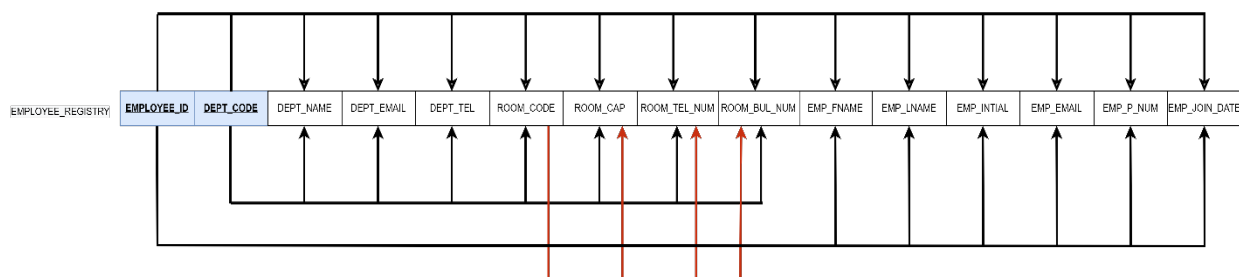 EMPLOYEE_REGISTRY EMPLOYEE_ID DEPT_CODE DEPT_NAME DEPT_EMAIL DEPT_TEL ROOM_CODE ROOM_CAP ROOM_TEL_NUM ROOM_BUL_NUM EMP_FNAME EMP_LNAME EMP_INTIAL EMP_EMAIL EMP_P_NUM EMP_JOIN_DATE